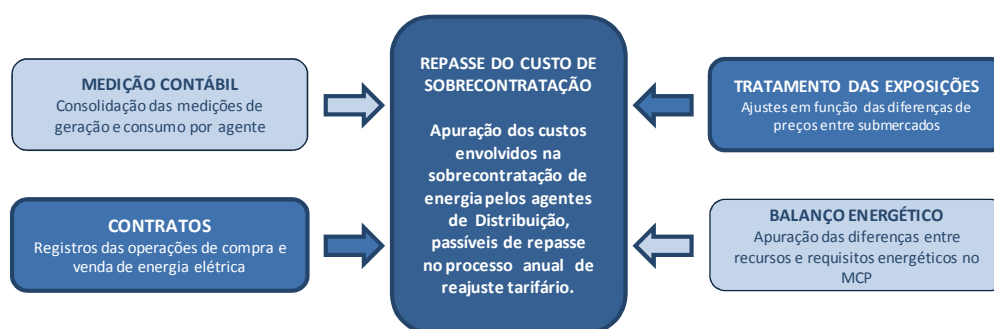 MEDIÇÃO CONTÁBIL
Consolidação das medições de
geração e consumo por agente
CONTRATOS
Registros das operações de compra e
venda de energia elétrica
REPASSE DO CUSTO DE
SOBRECONTRATAÇÃO
Apuração dos custos
envolvidos na
sobrecontratação de
energia pelos agentes
de Distribuição,
passíveis de repasse
no processo anual de
reajuste tarifário.
TRATAMENTO DAS EXPOSIÇÕES
Ajustes em função das diferenças de
preços entre submercados
BALANÇO ENERGÉTICO
Apuração das diferenças entre
recursos e requisitos energéticos no
MCP